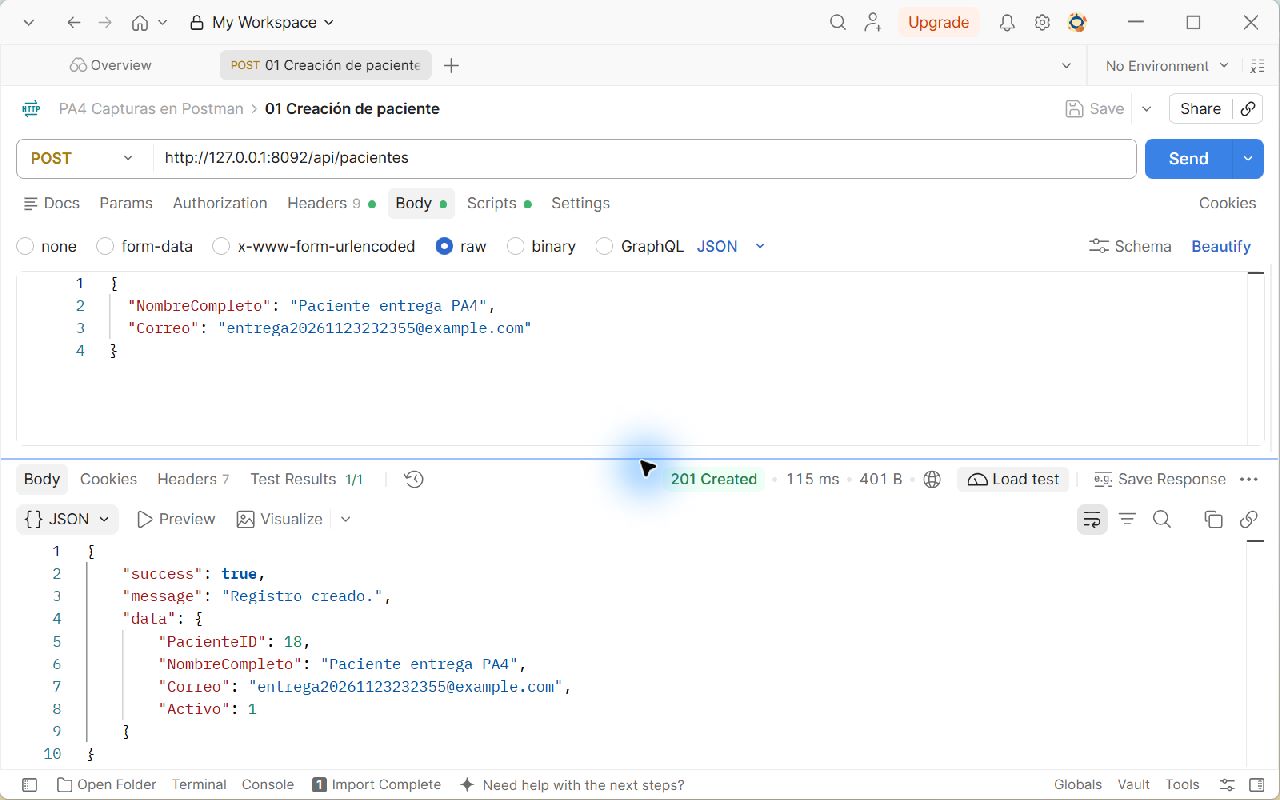 My Workspace Upgrade
Overview POST 01 Creación de paciente No Environment
HTTP PA4 Capturas en Postman > 01 Creación de paciente Save Share
POST http://127.0.0.1:8092/api/pacientes Send
Docs Params Authorization Headers 9 Body Scripts Settings Cookies
none form-data x-www-form-urlencoded raw binary GraphQL JSON Schema Beautify
1 {
2 "NombreCompleto": "Paciente entrega PA4",
3 "Correo": "entrega20261123232355@example.com"
4 }
Body Cookies Headers 7 Test Results 1/1 201 Created • 115 ms • 401 B • Load test e.g. Save Response
{} JSON Preview Visualize
1 {
2 "success": true,
3 "message": "Registro creado.",
4 "data": {
5 "PacienteID": 18,
6 "NombreCompleto": "Paciente entrega PA4",
7 "Correo": "entrega20261123232355@example.com",
8 "Activo": 1
9 }
10 }
Open Folder Terminal Console 1 Import Complete Need help with the next steps? Globals Vault Tools